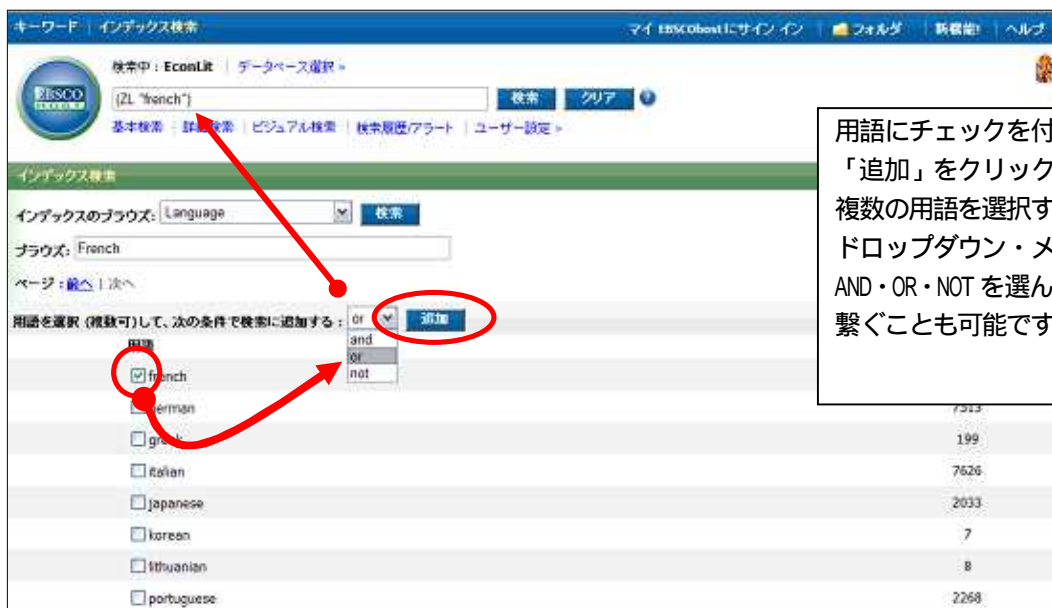 キーワード | インデックス検索 マイ EBSCOhostにサイン イン | フォルダ | 新機能! | ヘルプ
検索中 : EconLit | データベース選択 »
EBSCO
(ZL "french") 検索 クリア
基本検索 | 詳細検索 | ビジュアル検索 | 検索履歴/アラート | ユーザー設定 »
インデックス検索
インデックスのブラウズ: Language 検索
ブラウズ: French
ページ : 前へ | 次へ
用語を選択 (複数可)して、次の条件で検索に追加する : or 追加
and
or
not
用語
french
german 7513
greek 199
italian 7626
japanese 2033
korean 7
lithuanian 8
portuguese 2268
用語にチェックを付
「追加」をクリック
複数の用語を選択す
ドロップダウン・メ
AND・OR・NOT を選ん
繋ぐことも可能です